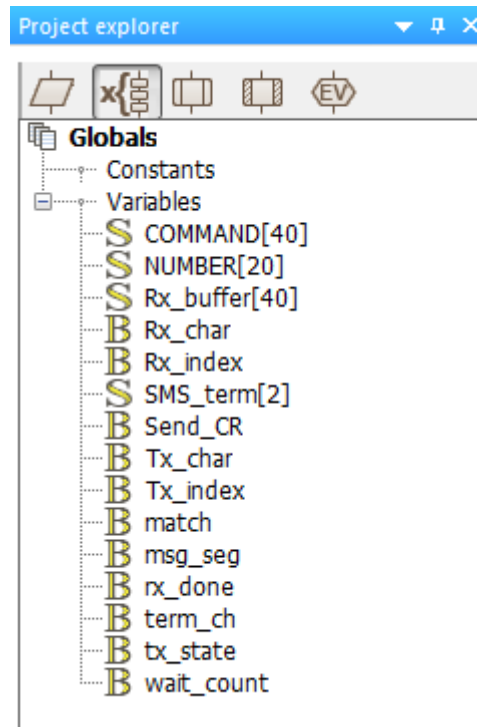 Project explorer
x{ EV
Globals
Constants
Variables
S COMMAND[40]
S NUMBER[20]
S Rx_buffer[40]
B Rx_char
B Rx_index
S SMS_term[2]
B Send_CR
B Tx_char
B Tx_index
B match
B msg_seg
B rx_done
B term_ch
B tx_state
B wait_count